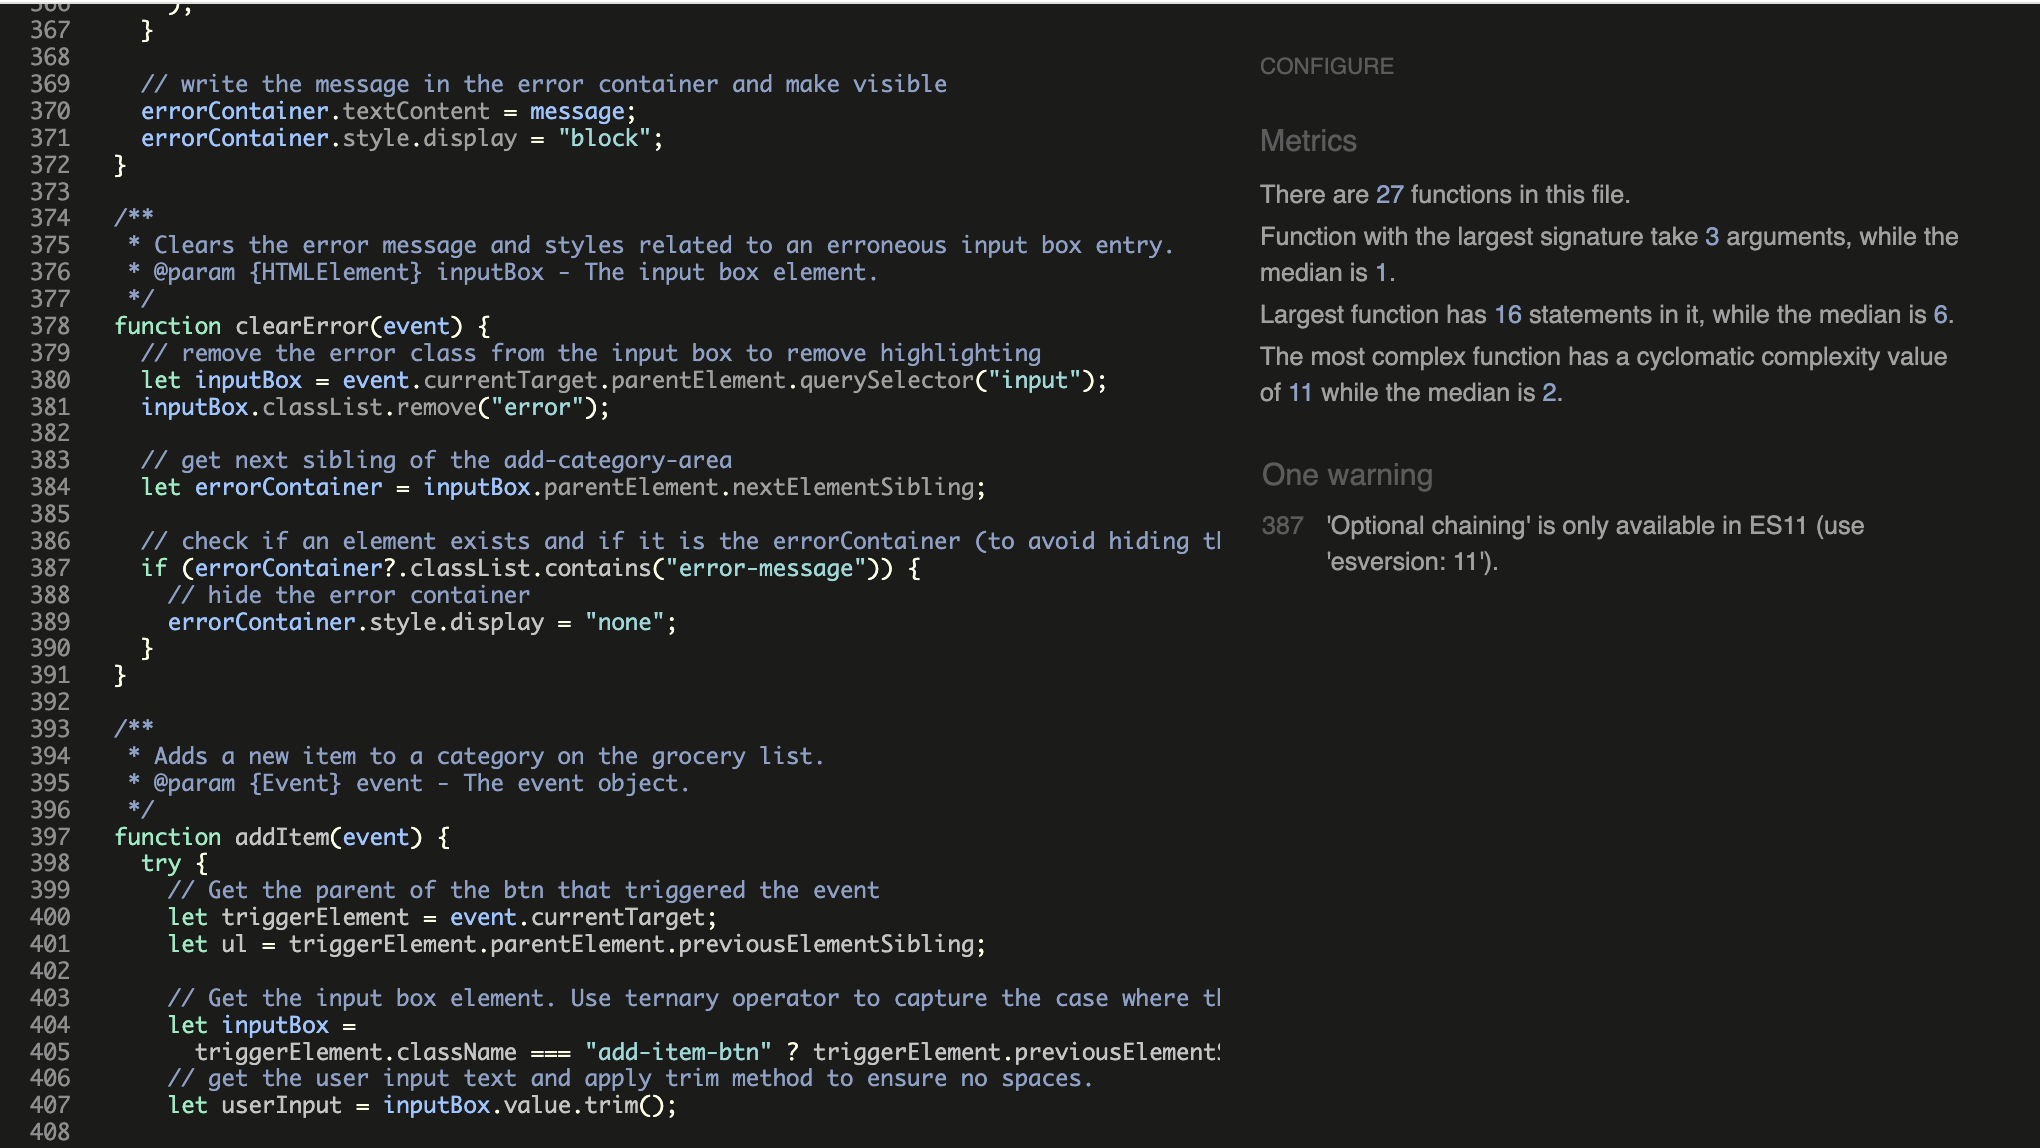 366 );
367 }
368
369 // write the message in the error container and make visible
370 errorContainer.textContent = message;
371 errorContainer.style.display = "block";
372 }
373
374 /**
375 * Clears the error message and styles related to an erroneous input box entry.
376 * @param {HTMLElement} inputBox - The input box element.
377 */
378 function clearError(event) {
379 // remove the error class from the input box to remove highlighting
380 let inputBox = event.currentTarget.parentElement.querySelector("input");
381 inputBox.classList.remove("error");
382
383 // get next sibling of the add-category-area
384 let errorContainer = inputBox.parentElement.nextElementSibling;
385
386 // check if an element exists and if it is the errorContainer (to avoid hiding
387 if (errorContainer?.classList.contains("error-message")) {
388 // hide the error container
389 errorContainer.style.display = "none";
390 }
391 }
392
393 /**
394 * Adds a new item to a category on the grocery list.
395 * @param {Event} event - The event object.
396 */
397 function addItem(event) {
398 try {
399 // Get the parent of the btn that triggered the event
400 let triggerElement = event.currentTarget;
401 let ul = triggerElement.parentElement.previousElementSibling;
402
403 // Get the input box element. Use ternary operator to capture the case where
404 let inputBox =
405 triggerElement.className === "add-item-btn" ? triggerElement.previousElement
406 // get the user input text and apply trim method to ensure no spaces.
407 let userInput = inputBox.value.trim();
408
CONFIGURE
Metrics
There are 27 functions in this file.
Function with the largest signature take 3 arguments, while the
median is 1.
Largest function has 16 statements in it, while the median is 6.
The most complex function has a cyclomatic complexity value
of 11 while the median is 2.
One warning
387 'Optional chaining' is only available in ES11 (use
'esversion: 11').